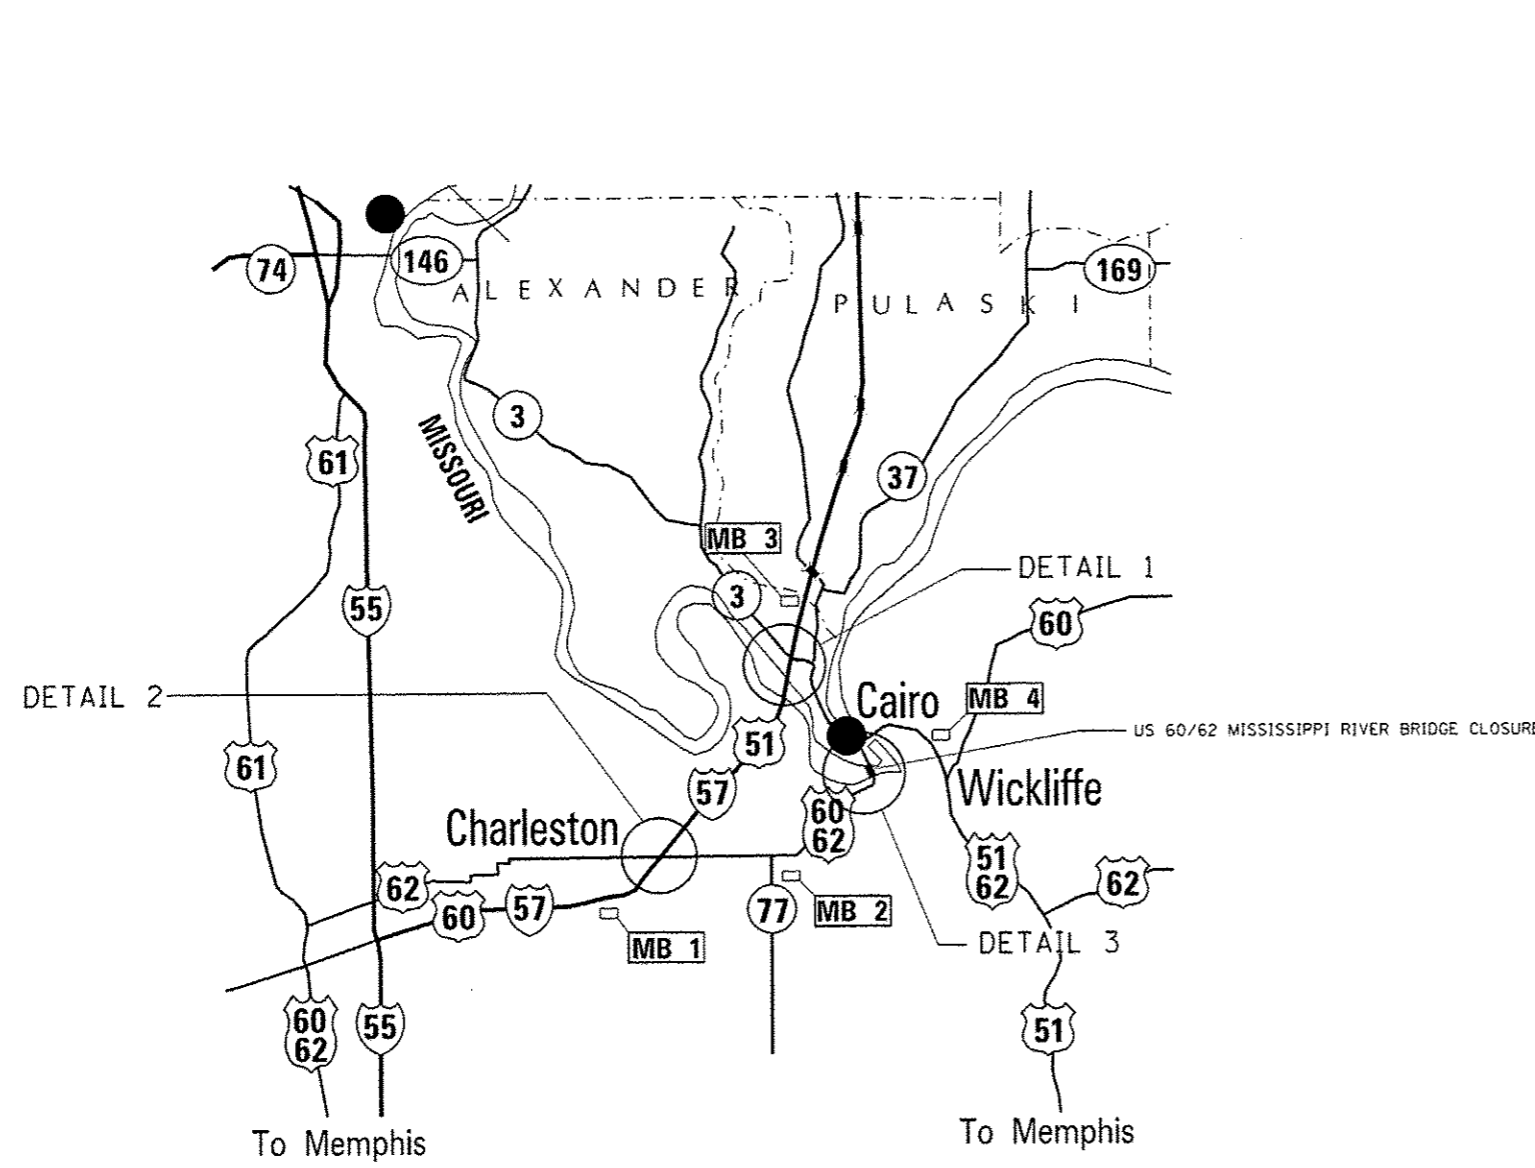 74
146
169
ALEXANDER
PULASKI
3
MISSOURI
61
37
MB 3
DETAIL 1
3
55
60
DETAIL 2
Cairo
MB 4
US 60/62 MISSISSIPPI RIVER BRIDGE CLOSURE
51
61
57
Wickliffe
60
62
Charleston
51
62
62
62
57
60
77
MB 2
MB 1
DETAIL 3
60
62
55
51
To Memphis
To Memphis